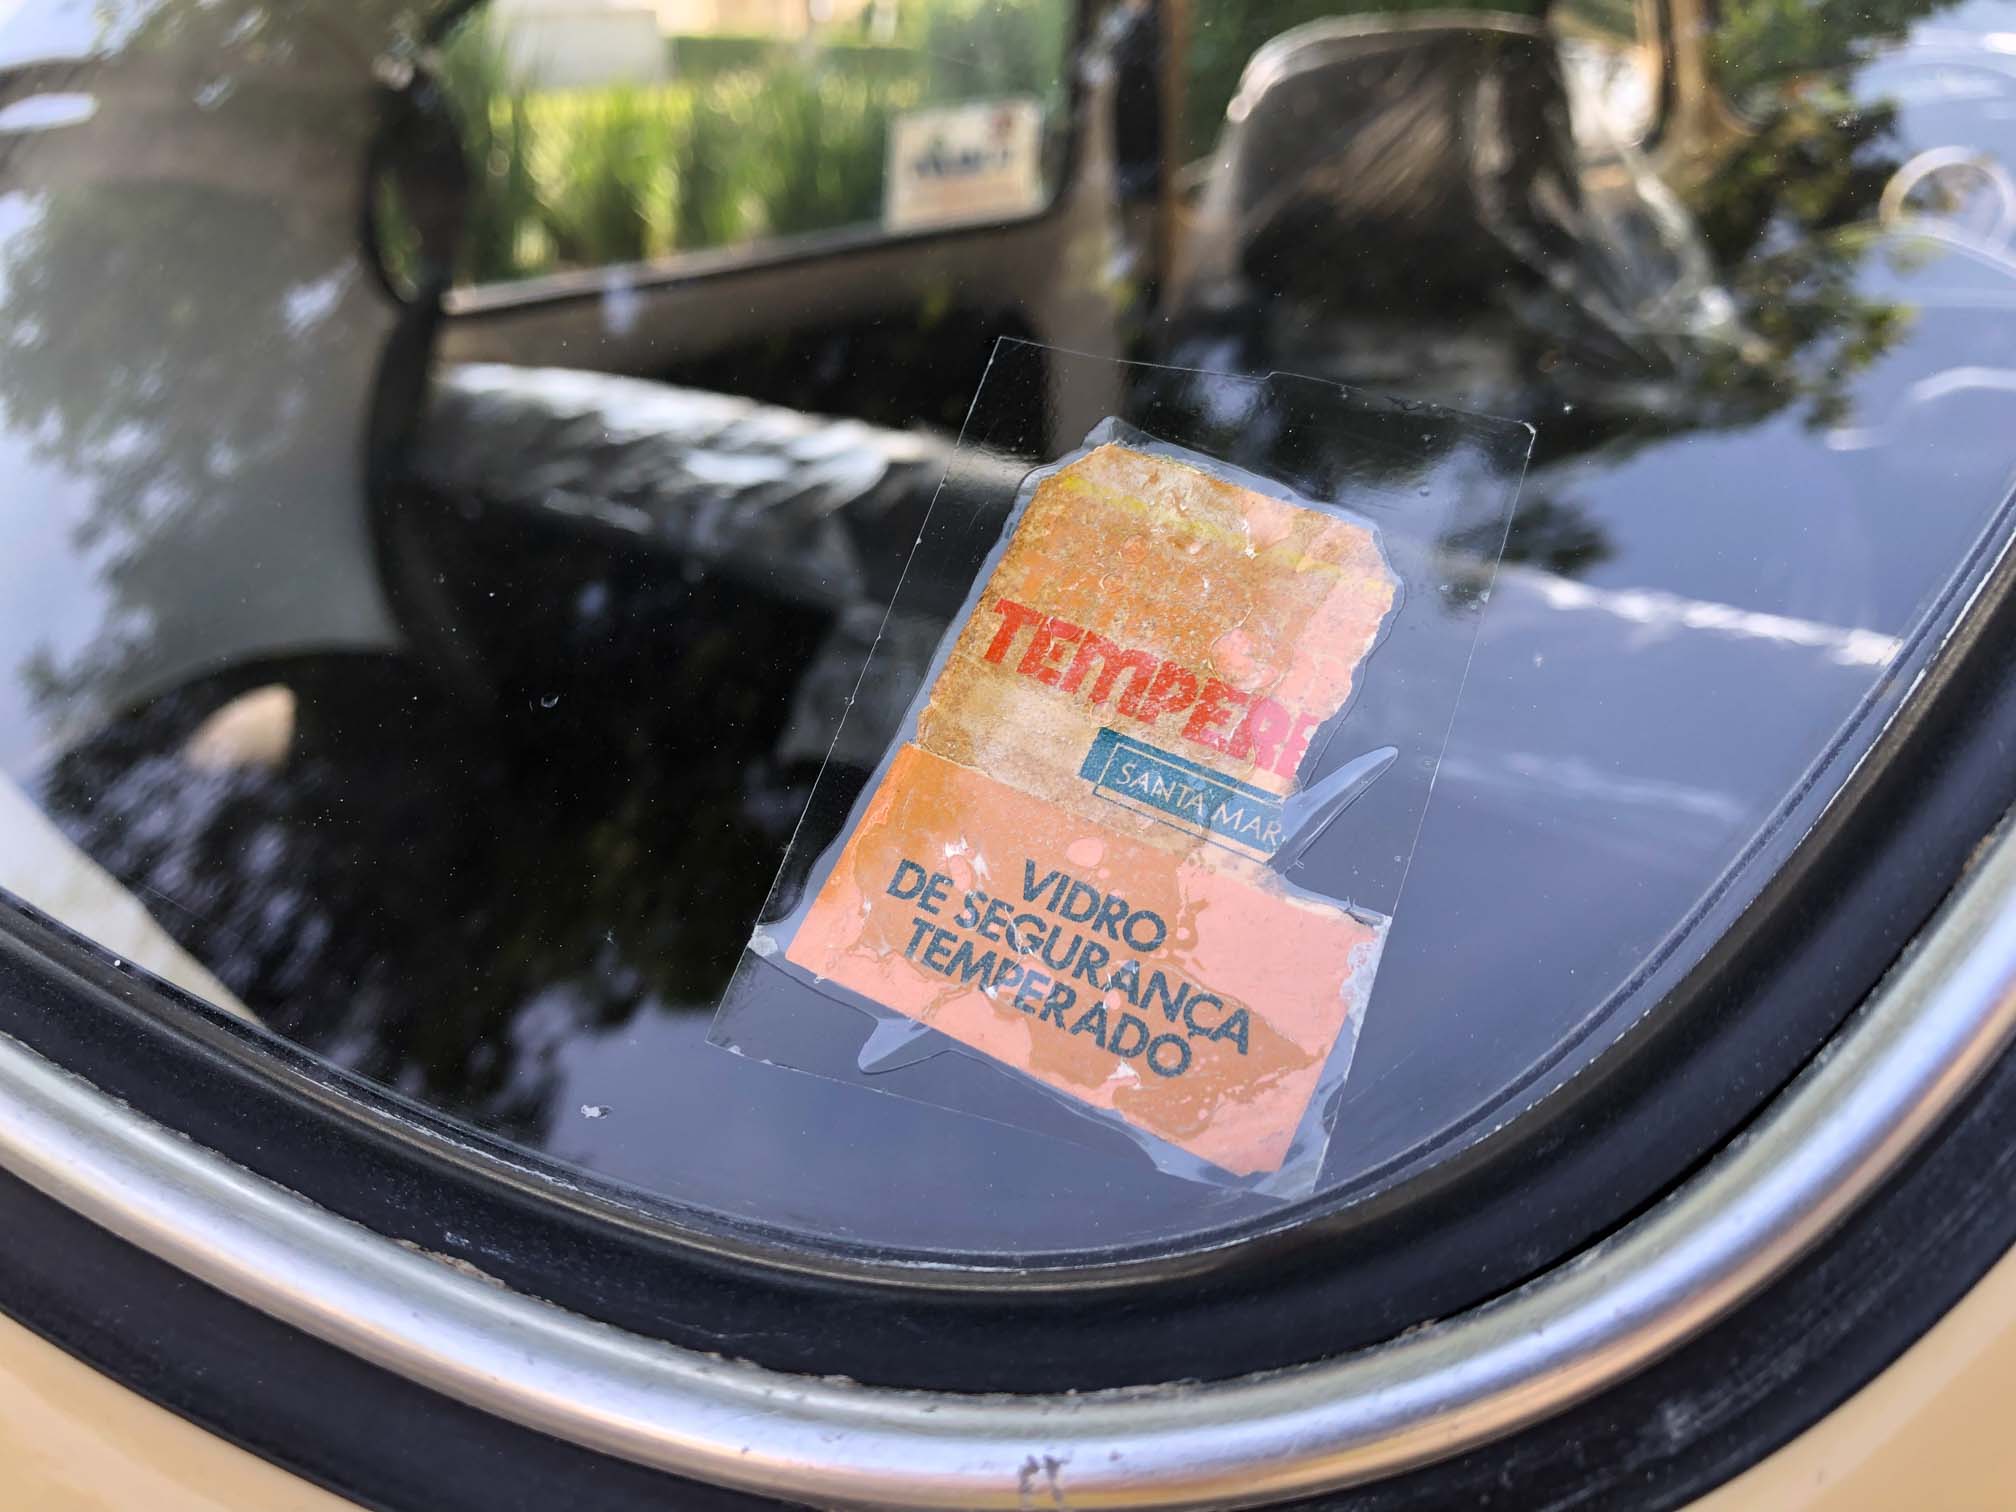 TEMPERE
SANTA MAR
VIDRO
DE SEGURANÇA
TEMPERADO